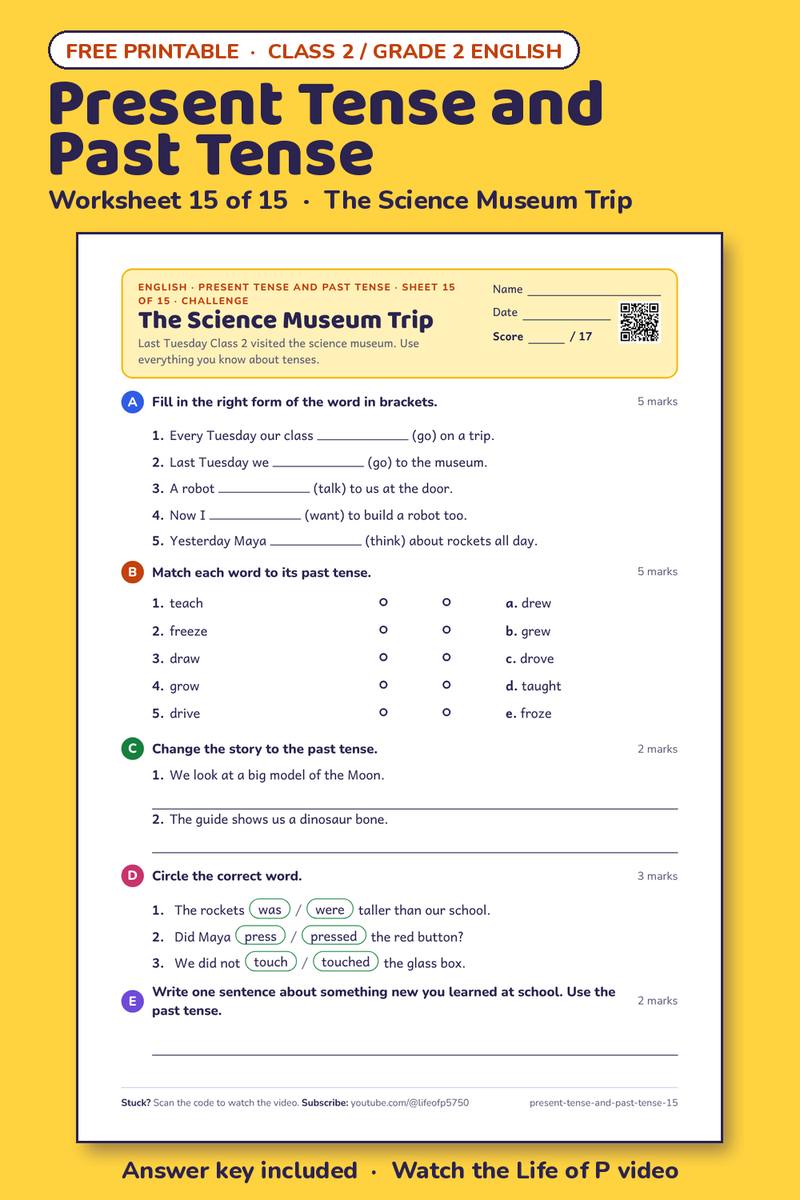 FREE PRINTABLE · CLASS 2 / GRADE 2 ENGLISH
Present Tense and
Past Tense
Worksheet 15 of 15 · The Science Museum Trip
ENGLISH · PRESENT TENSE AND PAST TENSE · SHEET 15
OF 15 · CHALLENGE
The Science Museum Trip
Last Tuesday Class 2 visited the science museum. Use
everything you know about tenses.
Name ____________________
Date ______________
Score _____ / 17
A Fill in the right form of the word in brackets. 5 marks
1. Every Tuesday our class ______________ (go) on a trip.
2. Last Tuesday we ______________ (go) to the museum.
3. A robot ______________ (talk) to us at the door.
4. Now I ______________ (want) to build a robot too.
5. Yesterday Maya ______________ (think) about rockets all day.
B Match each word to its past tense. 5 marks
1. teach a. drew
2. freeze b. grew
3. draw c. drove
4. grow d. taught
5. drive e. froze
C Change the story to the past tense. 2 marks
1. We look at a big model of the Moon.
2. The guide shows us a dinosaur bone.
D Circle the correct word. 3 marks
1. The rockets was / were taller than our school.
2. Did Maya press / pressed the red button?
3. We did not touch / touched the glass box.
E Write one sentence about something new you learned at school. Use the
past tense. 2 marks
Stuck? Scan the code to watch the video. Subscribe: youtube.com/@lifeofp5750 present-tense-and-past-tense-15
Answer key included · Watch the Life of P video